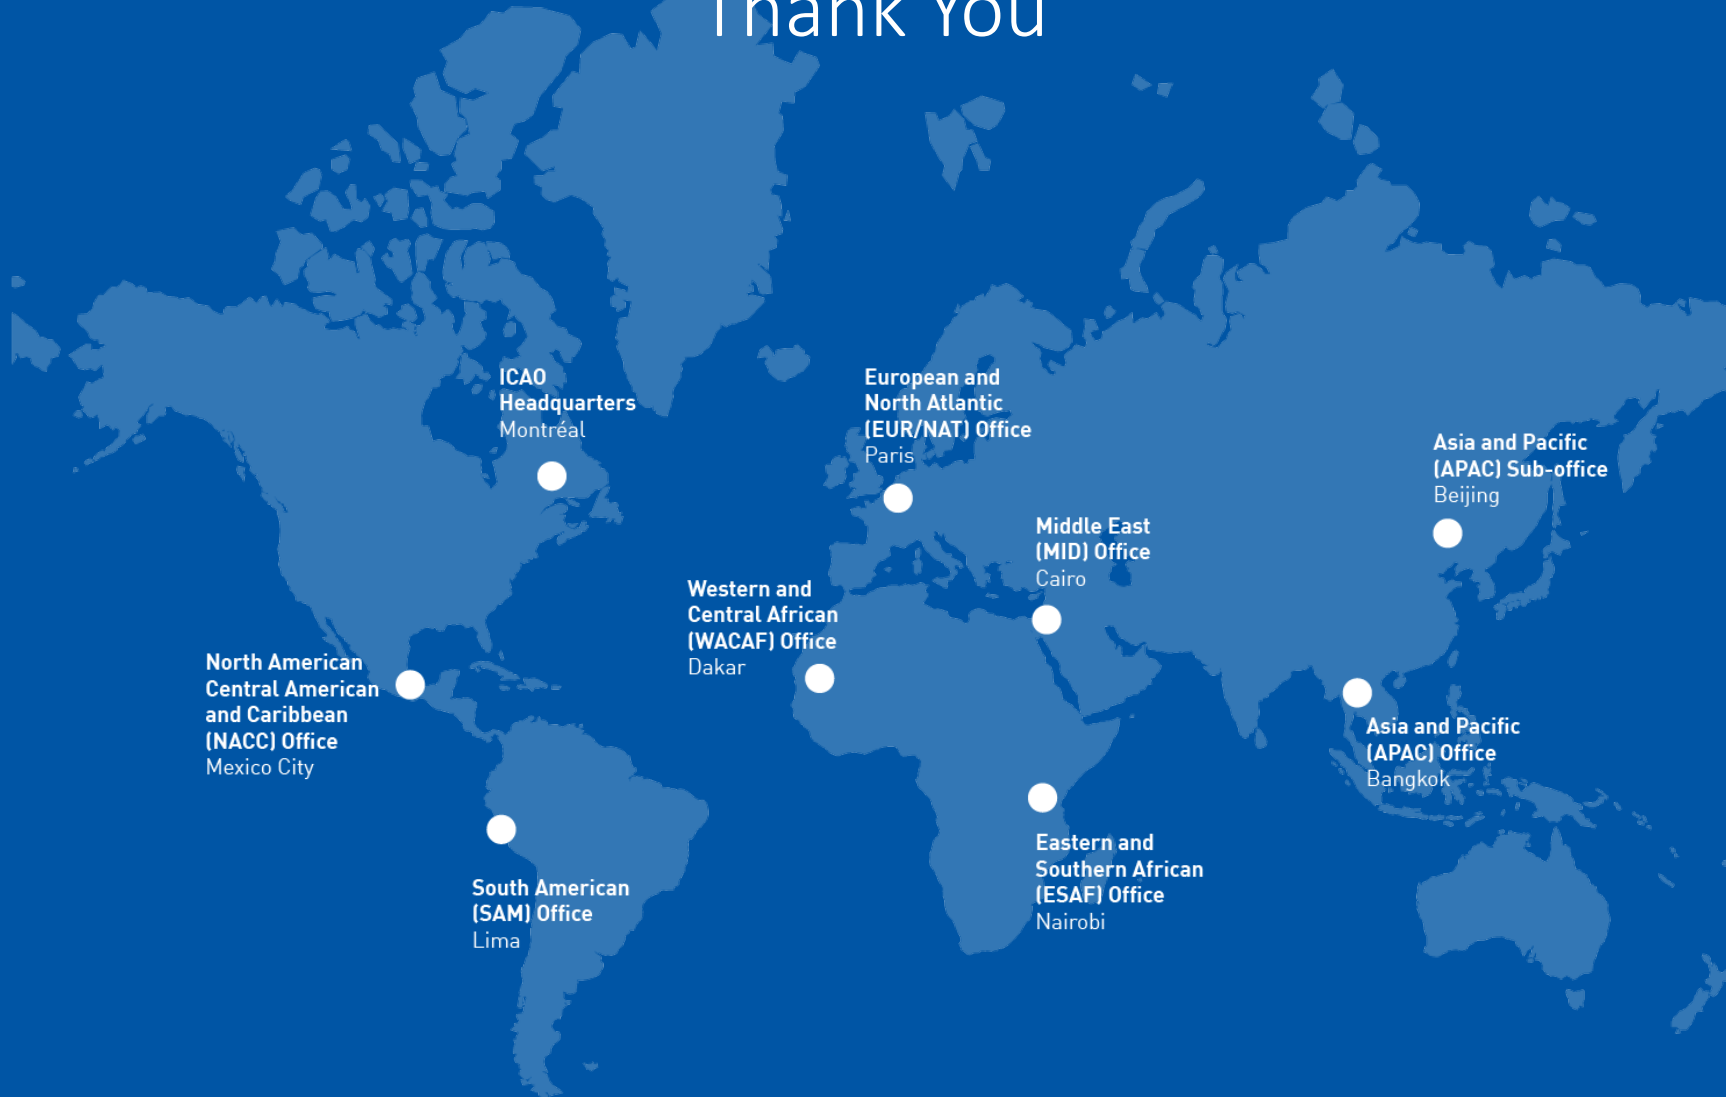 Thank You
ICAO
Headquarters
Montréal
European and
North Atlantic
(EUR/NAT) Office
Paris
Asia and Pacific
(APAC) Sub-office
Beijing
Middle East
(MID) Office
Cairo
Western and
Central African
(WACAF) Office
Dakar
North American
Central American
and Caribbean
(NACC) Office
Mexico City
Asia and Pacific
(APAC) Office
Bangkok
Eastern and
Southern African
(ESAF) Office
Nairobi
South American
(SAM) Office
Lima